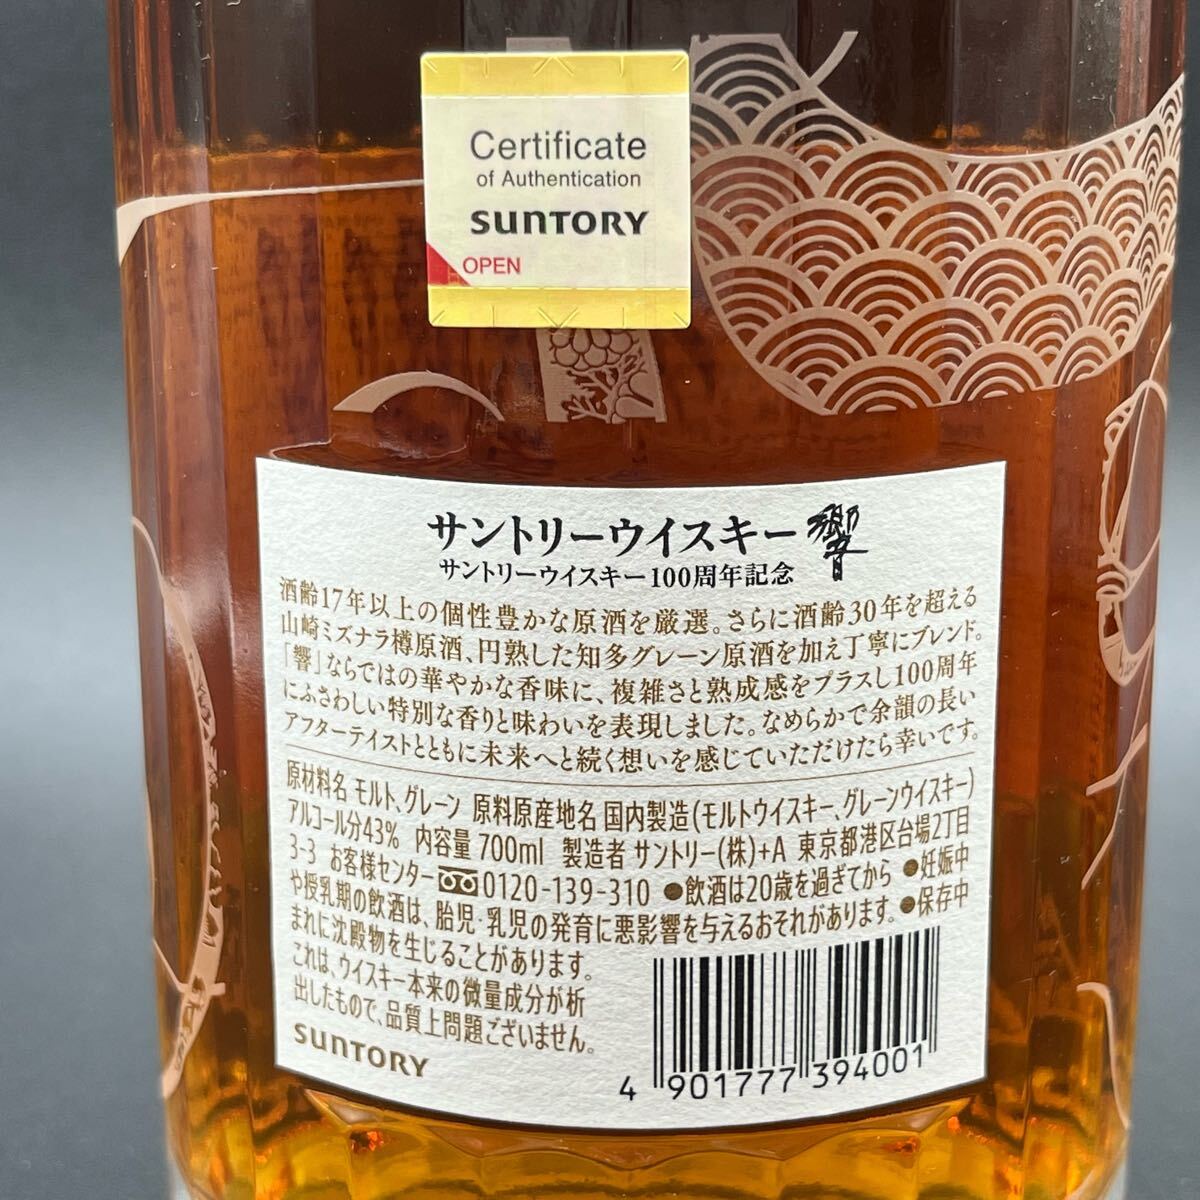 Certificate
of Authentication
SUNTORY
OPEN
サントリーウイスキー 響
サントリーウイスキー100周年記念
酒齢17年以上の個性豊かな原酒を厳選。さらに酒齢30年を超える
山崎ミズナラ樽原酒、円熟した知多グレーン原酒を加え丁寧にブレンド。
「響」ならではの華やかな香味に、複雑さと熟成感をプラスし100周年
にふさわしい特別な香りと味わいを表現しました。なめらかで余韻の長い
アフターテイストとともに未来へと続く想いを感じていただけたら幸いです。
原材料名 モルト、グレーン 原料原産地名 国内製造(モルトウイスキー、グレーンウイスキー)
アルコール分43% 内容量 700ml 製造者 サントリー(株)+A 東京都港区台場2丁目
3-3 お客様センター 0120-139-310 ●飲酒は20歳を過ぎてから ●妊娠中
や授乳期の飲酒は、胎児・乳児の発育に悪影響を与えるおそれがあります。●保存中
まれに沈殿物を生じることがあります。
これは、ウイスキー本来の微量成分が析
出したもので、品質上問題ございません。
SUNTORY
4 901777 394001